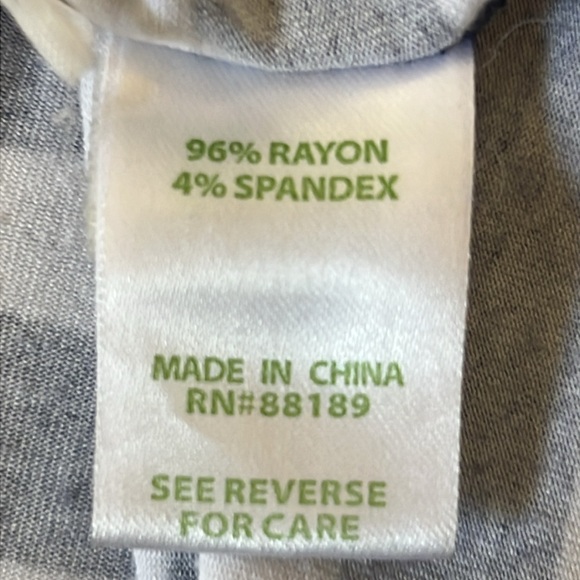 96% RAYON
4% SPANDEX
MADE IN CHINA
RN#88189
SEE REVERSE
FOR CARE